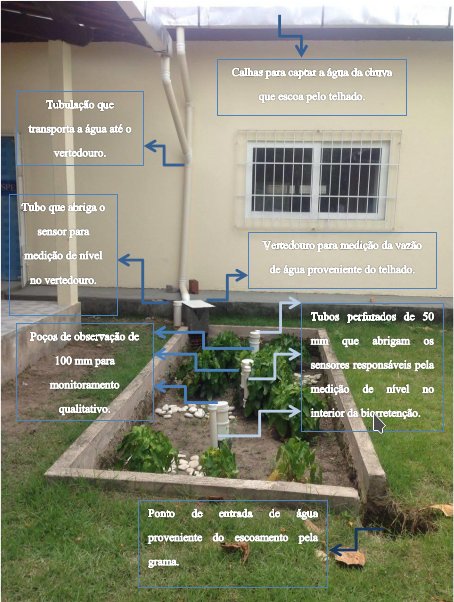 Calhas para captar a água da chuva
que escoa pelo telhado.
Tubulação que
transporta a água até o
vertedouro.
Tubo que abriga o
sensor para
medição de nível
no vertedouro.
Vertedouro para medição da vazão
de água proveniente do telhado.
Poços de observação de
100 mm para
monitoramento
qualitativo.
Tubos perfurados de 50
mm que abrigam os
sensores responsáveis pela
medição de nível no
interior da biorretenção.
Ponto de entrada de água
proveniente do escoamento pela
grama.